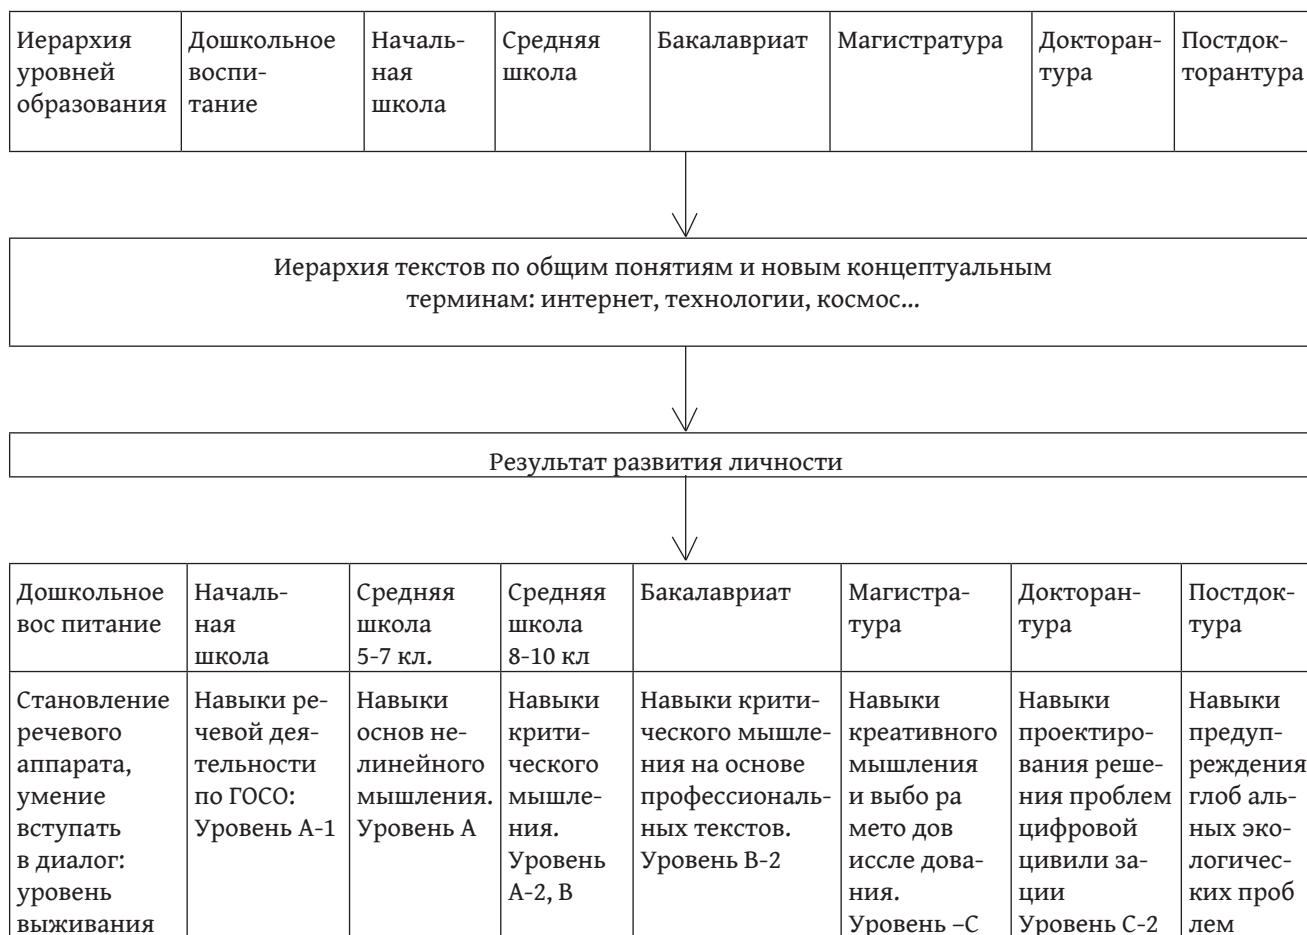 Иерархия
уровней
образования
Дошкольное
воспи-
тание
Началь-
ная
школа
Средняя
школа
Бакалавриат
Магистратура
Докторан-
тура
Постдок-
торантура
Иерархия текстов по общим понятиям и новым концептуальным
терминам: интернет, технологии, космос...
Результат развития личности
Дошкольное
вос питание
Началь-
ная
школа
Средняя
школа
5-7 кл.
Средняя
школа
8-10 кл
Бакалавриат
Магистра-
тура
Докторан-
тура
Постдок-
тура
Становление
речевого
аппарата,
умение
вступать
в диалог:
уровень
выживания
Навыки ре-
чевой дея-
тельности
по ГОСО:
Уровень А-1
Навыки
основ не-
линейного
мышления.
Уровень А
Навыки
крити-
ческого
мышле-
ния.
Уровень
А-2, В
Навыки крити-
ческого мышле-
ния на основе
профессиональ-
ных текстов.
Уровень В-2
Навыки
креативного
мышления
и выбо ра
мето дов
иссле дова-
ния.
Уровень –С
Навыки
проектиро-
вания реше-
ния проблем
цифровой
цивили за-
ции
Уровень С-2
Навыки
предуп-
реждения
глоб аль-
ных эко-
логичес-
ких проб
лем